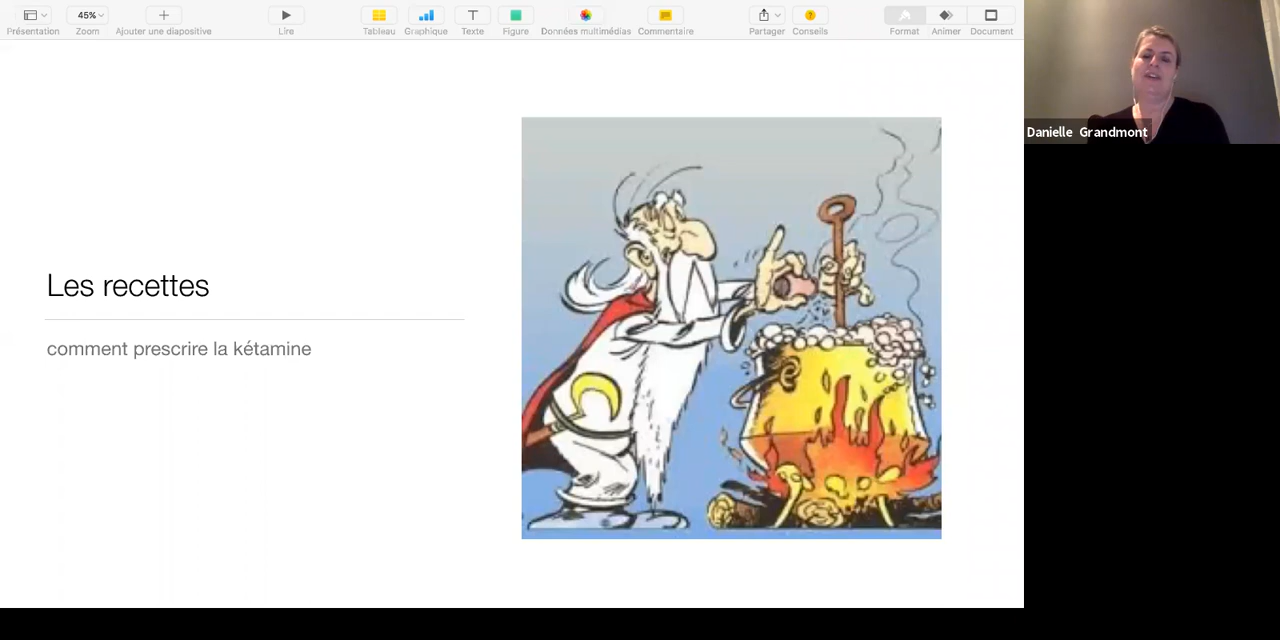 45%
Présentation
Zoom
Ajouter une diapositive
Lire
Tableau
Graphique
Texte
Figure
Données multimédias
Commentaire
Partager
Conseils
Format
Animer
Document
Danielle Grandmont
Les recettes
comment prescrire la kétamine